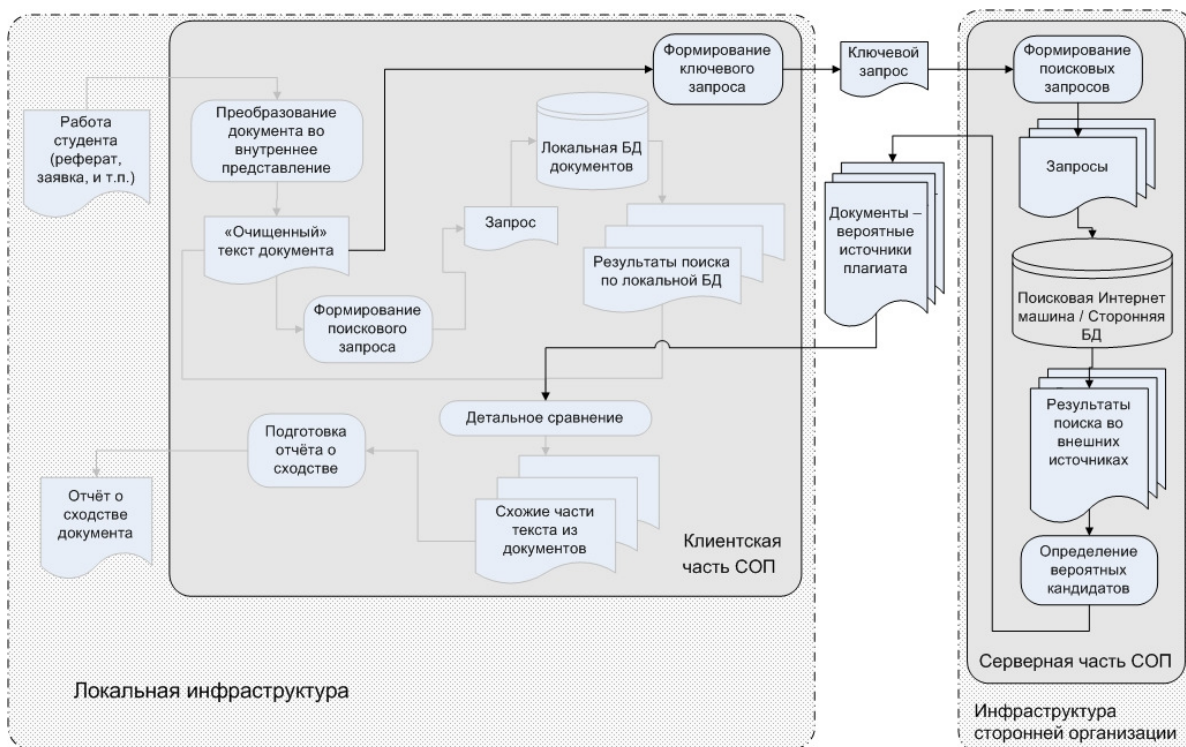 Формирование
ключевого
запроса
Ключевой
запрос
Формирование
поисковых
запросов
Работа
студента
(реферат,
заявка, и т.п.)
Преобразование
документа во
внутреннее
представление
Локальная БД
документов
Запросы
«Очищенный»
текст документа
Запрос
Документы –
вероятные
источники
плагиата
Результаты поиска
по локальной БД
Поисковая Интернет
машина / Сторонняя
БД
Формирование
поискового
запроса
Детальное сравнение
Результаты
поиска во
внешних
источниках
Подготовка
отчёта о
сходстве
Отчёт о
сходстве
документа
Схожие части
текста из
документов
Клиентская
часть СОП
Определение
вероятных
кандидатов
Серверная часть СОП
Локальная инфраструктура
Инфраструктура
сторонней организации